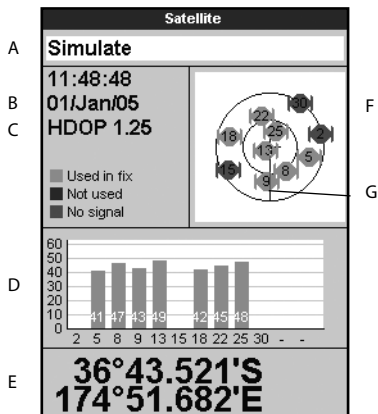 Satellite
A
Simulate
11:48:48
B
01/Jan/05
C
HDOP 1.25
Used in fix
Not used
No signal
30
22
25
2
18
13
5
15
8
9
F
G
D
60
50
40
30
20
10
0
41 47 43 49 42 45 48
2 5 8 9 13 15 18 22 25 30 - -
E
36°43.521'S
174°51.682'E